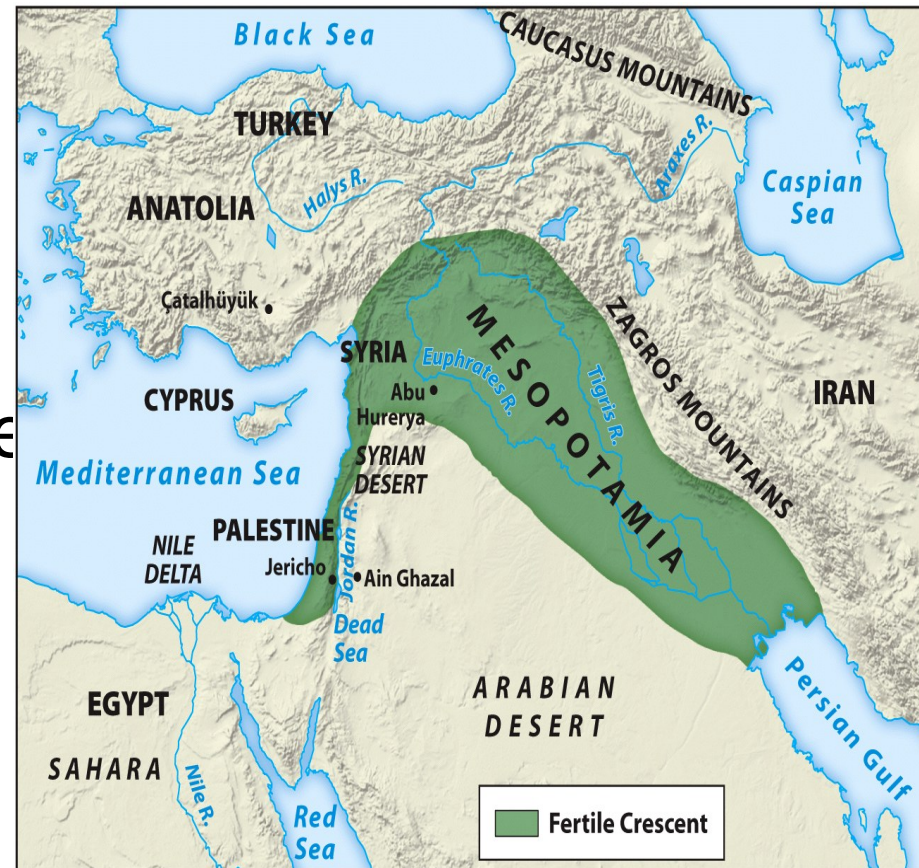 Black Sea
CAUCASUS MOUNTAINS
TURKEY
Araxes R.
Halys R.
Caspian
Sea
ANATOLIA
Çatalhüyük
ZAGROS MOUNTAINS
MESOPOTAMIA
SYRIA
Euphrates R.
Tigris R.
IRAN
CYPRUS
Abu
Hurerya
e
Mediterranean Sea
SYRIAN
DESERT
PALESTINE
Jordan R.
NILE
DELTA
Jericho
Ain Ghazal
Dead
Sea
ARABIAN
DESERT
Persian Gulf
EGYPT
SAHARA
Nile R.
Red
Sea
Fertile Crescent